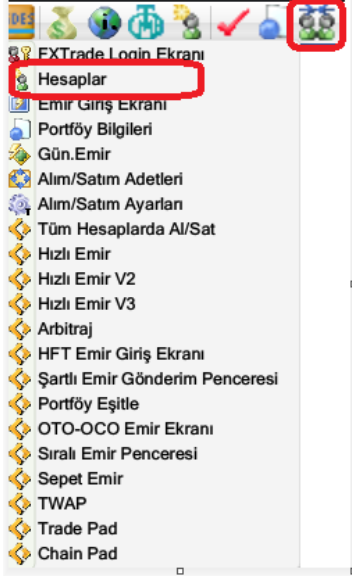 IDES
FXTrade Login Ekranı
Hesaplar
Emir Giriş Ekranı
Portföy Bilgileri
Gün.Emir
Alım/Satım Adetleri
Alım/Satım Ayarları
Tüm Hesaplarda Al/Sat
Hızlı Emir
Hızlı Emir V2
Hızlı Emir V3
Arbitraj
HFT Emir Giriş Ekranı
Şartlı Emir Gönderim Penceresi
Portföy Eşitle
OTO-OCO Emir Ekranı
Sıralı Emir Penceresi
Sepet Emir
TWAP
Trade Pad
Chain Pad